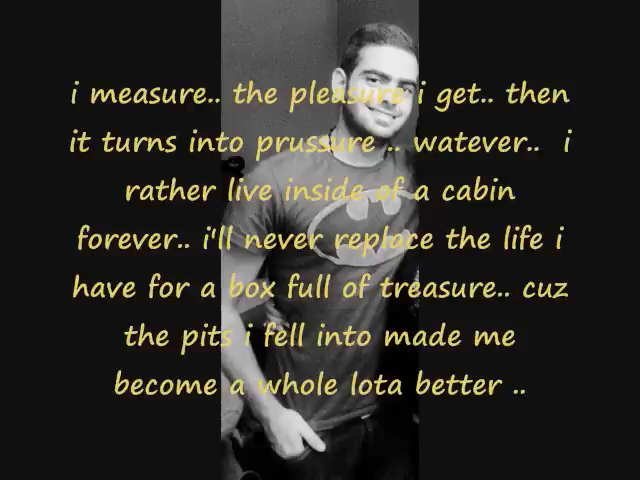 i measure.. the pleasure i get.. then
it turns into prussure .. watever..  i
rather live inside of a cabin
forever.. i'll never replace the life i
have for a box full of treasure.. cuz
the pits i fell into made me
become a whole lota better ..